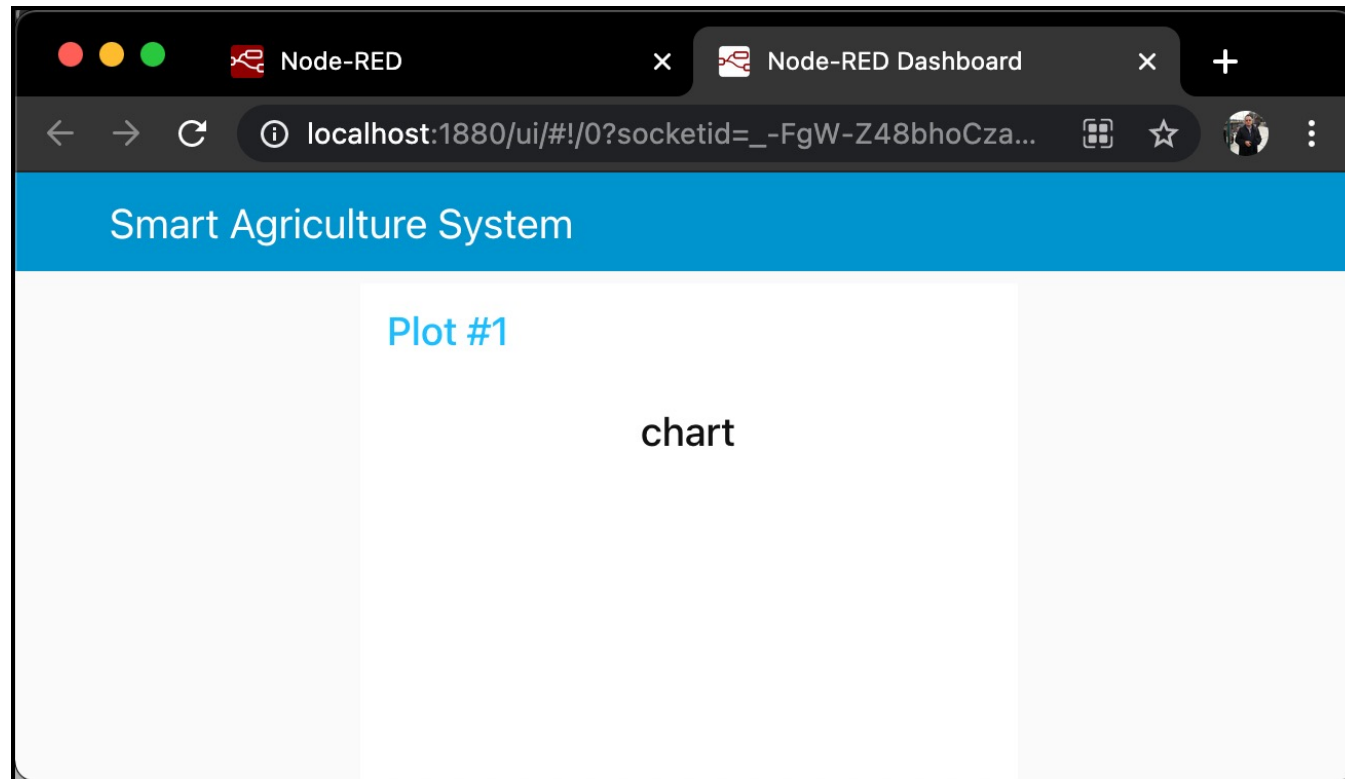 Node-RED
Node-RED Dashboard
localhost:1880/ui/#!/0?socketid=_-FgW-Z48bhoCza...
Smart Agriculture System
Plot #1
chart